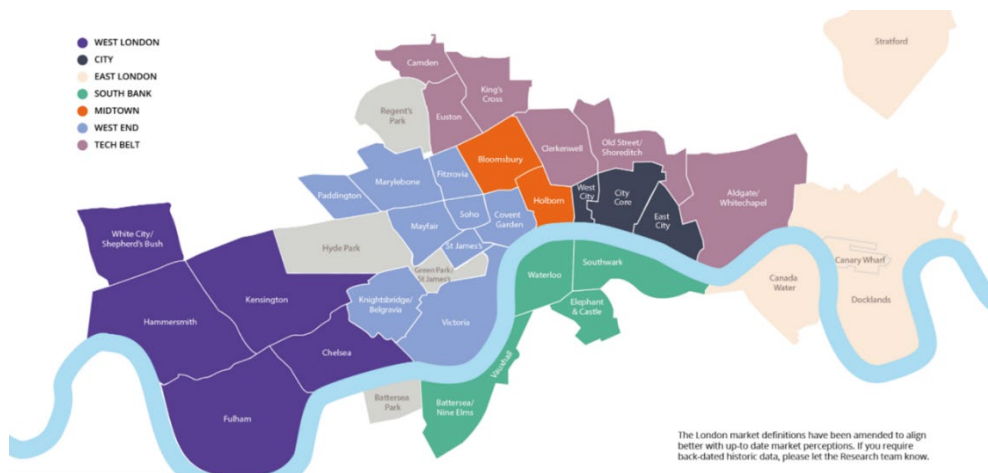 WEST LONDON
CITY
EAST LONDON
SOUTH BANK
MIDTOWN
WEST END
TECH BELT
Stratford
Camden
King's
Cross
Regent's
Park
Euston
Bloomsbury
Clerkenwell
Old Street/
Shoreditch
Fitzrovia
Marylebone
Paddington
Holborn
West
City
City
Core
East
City
Aldgate/
Whitechapel
Mayfair
Soho
Covent
Garden
White City/
Shepherd's Bush
Hyde Park
St James's
Green Park/
St James's
Waterloo
Southwark
Canada
Water
Canary Wharf
Docklands
Kensington
Knightsbridge/
Belgravia
Victoria
Elephant
& Castle
Hammersmith
Chelsea
Vauxhall
Battersea
Park
Battersea/
Nine Elms
Fulham
The London market definitions have been amended to align
better with up-to date market perceptions. If you require
back-dated historic data, please let the Research team know.